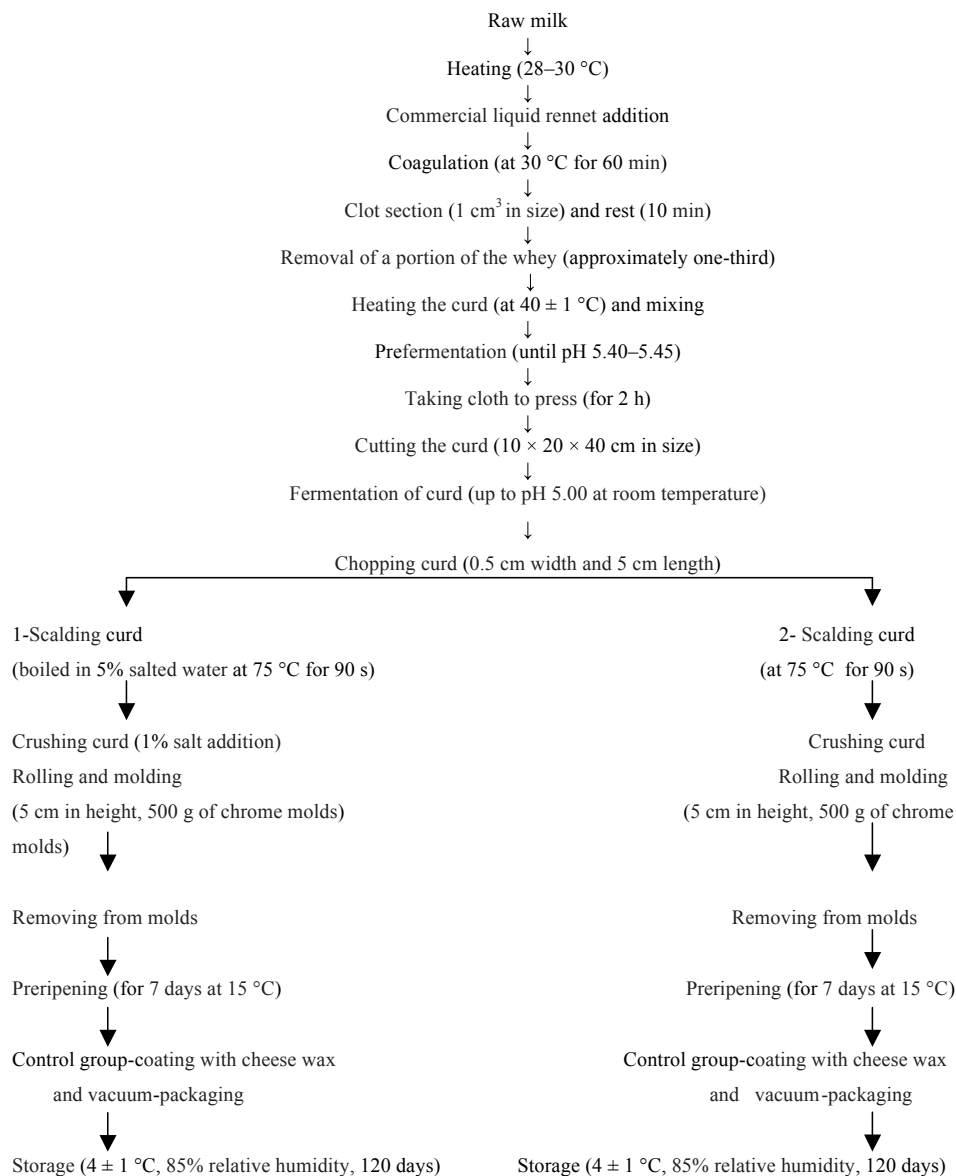 Raw milk
↓
Heating (28–30 °C)
↓
Commercial liquid rennet addition
↓
Coagulation (at 30 °C for 60 min)
↓
Clot section (1 cm³ in size) and rest (10 min)
↓
Removal of a portion of the whey (approximately one-third)
↓
Heating the curd (at 40 ± 1 °C) and mixing
↓
Prefermentation (until pH 5.40–5.45)
↓
Taking cloth to press (for 2 h)
↓
Cutting the curd (10 × 20 × 40 cm in size)
↓
Fermentation of curd (up to pH 5.00 at room temperature)
↓
Chopping curd (0.5 cm width and 5 cm length)
1-Scalding curd
(boiled in 5% salted water at 75 °C for 90 s)
Crushing curd (1% salt addition)
Rolling and molding
(5 cm in height, 500 g of chrome molds)
molds)
Removing from molds
Preripening (for 7 days at 15 °C)
Control group-coating with cheese wax
and vacuum-packaging
Storage (4 ± 1 °C, 85% relative humidity, 120 days)
2- Scalding curd
(at 75 °C for 90 s)
Crushing curd
Rolling and molding
(5 cm in height, 500 g of chrome
Removing from molds
Preripening (for 7 days at 15 °C)
Control group-coating with cheese wax
and vacuum-packaging
Storage (4 ± 1 °C, 85% relative humidity, 120 days)